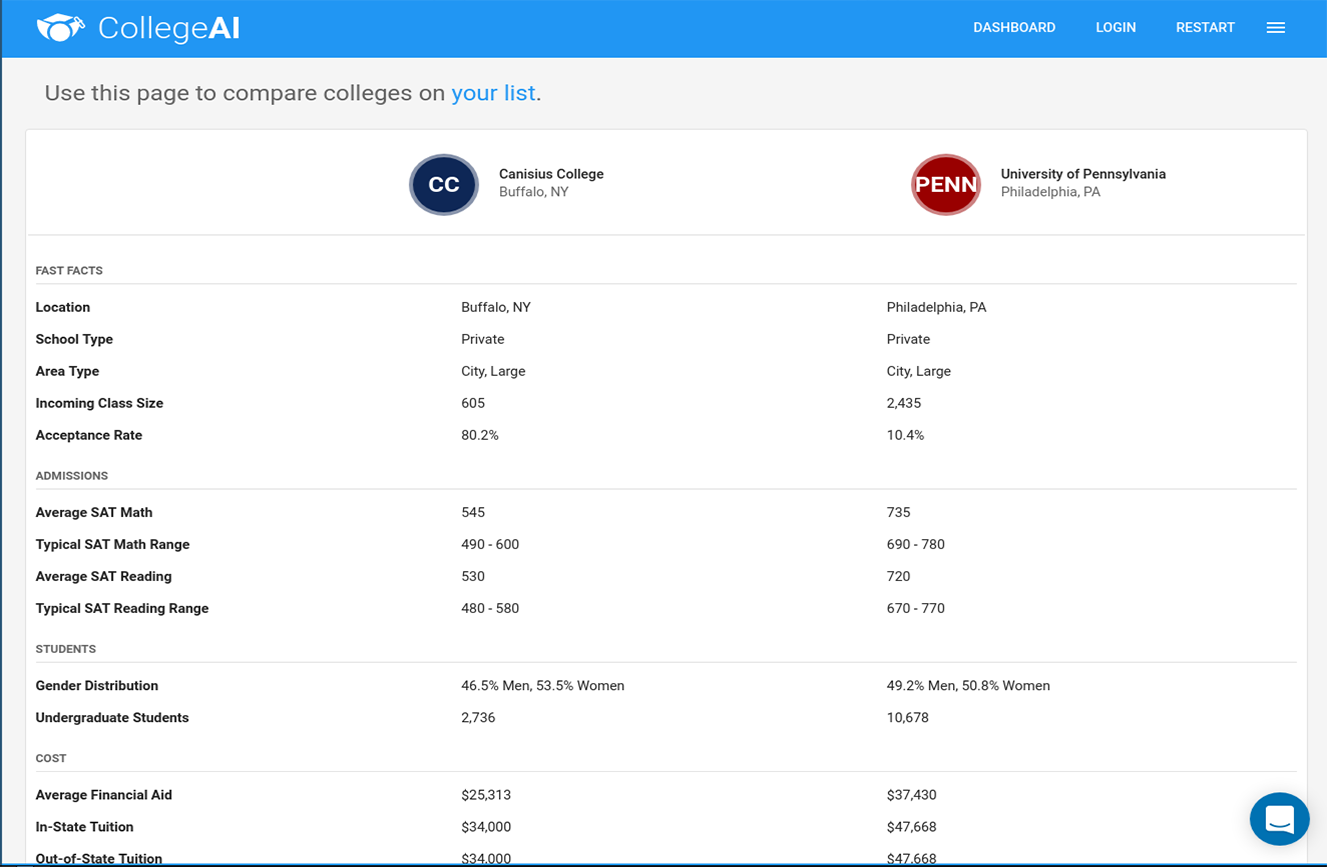 CollegeAI DASHBOARD LOGIN RESTART
Use this page to compare colleges on your list.
CC Canisius College PENN University of Pennsylvania
Buffalo, NY Philadelphia, PA
FAST FACTS
Location Buffalo, NY Philadelphia, PA
School Type Private Private
Area Type City, Large City, Large
Incoming Class Size 605 2,435
Acceptance Rate 80.2% 10.4%
ADMISSIONS
Average SAT Math 545 735
Typical SAT Math Range 490 - 600 690 - 780
Average SAT Reading 530 720
Typical SAT Reading Range 480 - 580 670 - 770
STUDENTS
Gender Distribution 46.5% Men, 53.5% Women 49.2% Men, 50.8% Women
Undergraduate Students 2,736 10,678
COST
Average Financial Aid $25,313 $37,430
In-State Tuition $34,000 $47,668
Out-of-State Tuition $34,000 $47,668